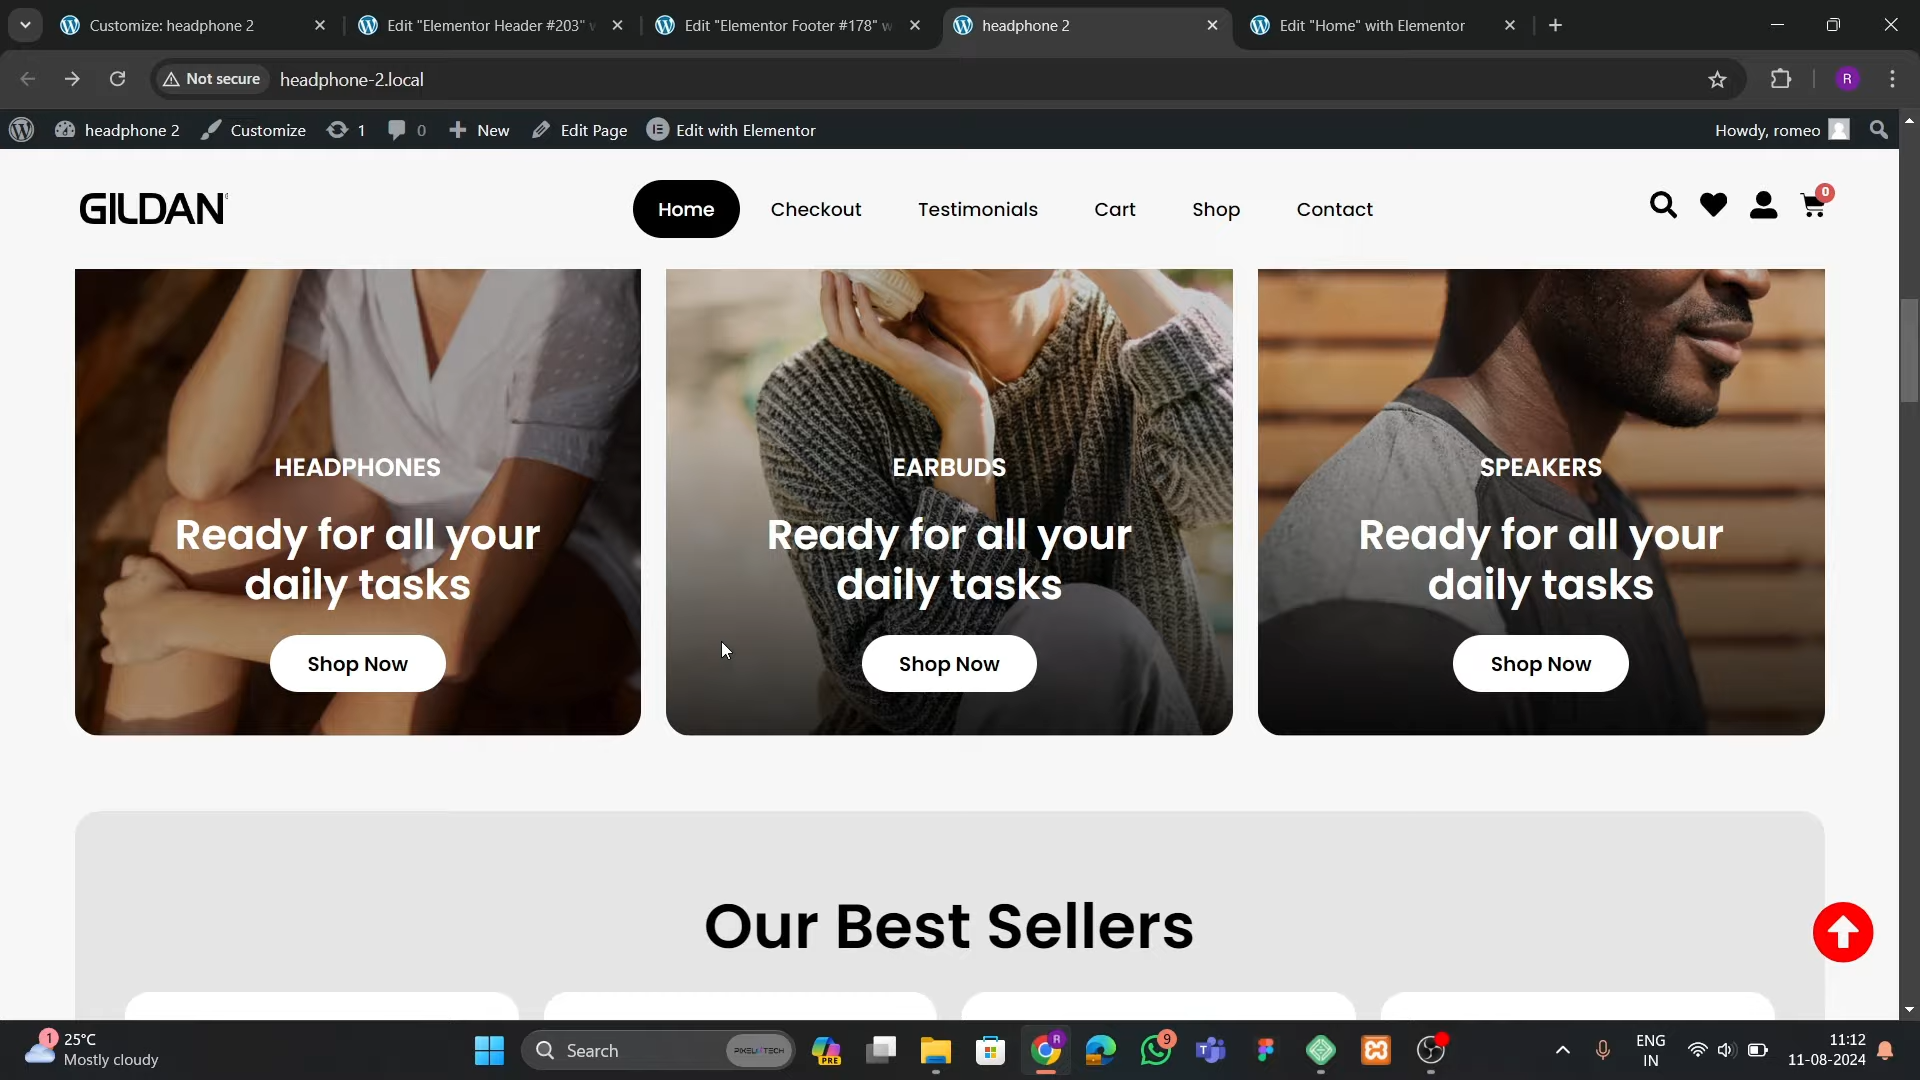 Customize: headphone 2
Edit "Elementor Header #203" w
Edit "Elementor Footer #178" w
headphone 2
Edit "Home" with Elementor
Not secure
headphone-2.local
R
headphone 2
Customize
1
0
New
Edit Page
Edit with Elementor
Howdy, romeo
GILDAN
Home
Checkout
Testimonials
Cart
Shop
Contact
0
HEADPHONES
Ready for all your
daily tasks
Shop Now
EARBUDS
Ready for all your
daily tasks
Shop Now
SPEAKERS
Ready for all your
daily tasks
Shop Now
Our Best Sellers
1
25°C
Mostly cloudy
Search
PIXEL TECH
PRE
R
9
T
ENG
IN
11:12
11-08-2024